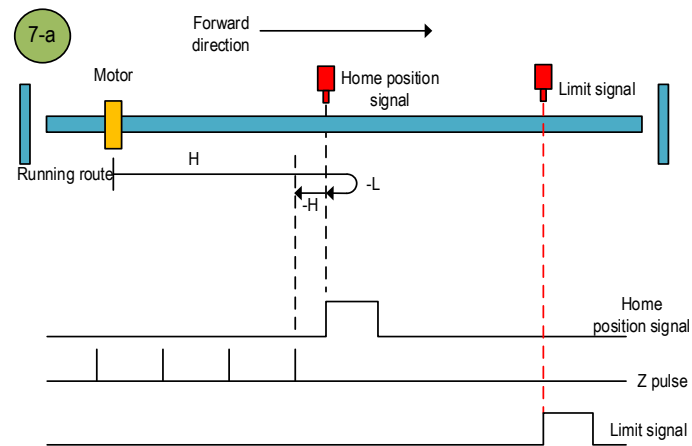 7-a
Forward
direction
Motor
Home position
signal
Limit signal
Running route
H
-L
-H
Home
position signal
Z pulse
Limit signal